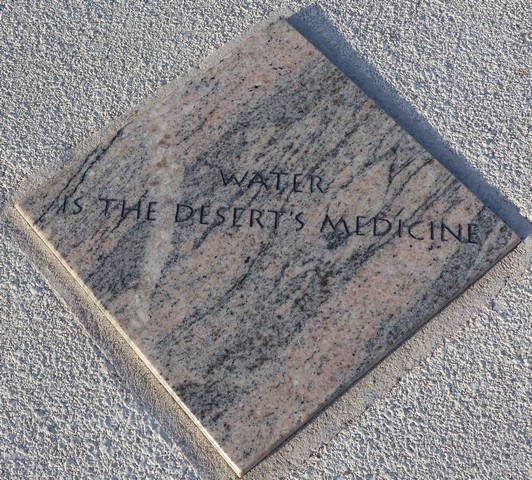 WATER
IS THE DESERT'S MEDICINE